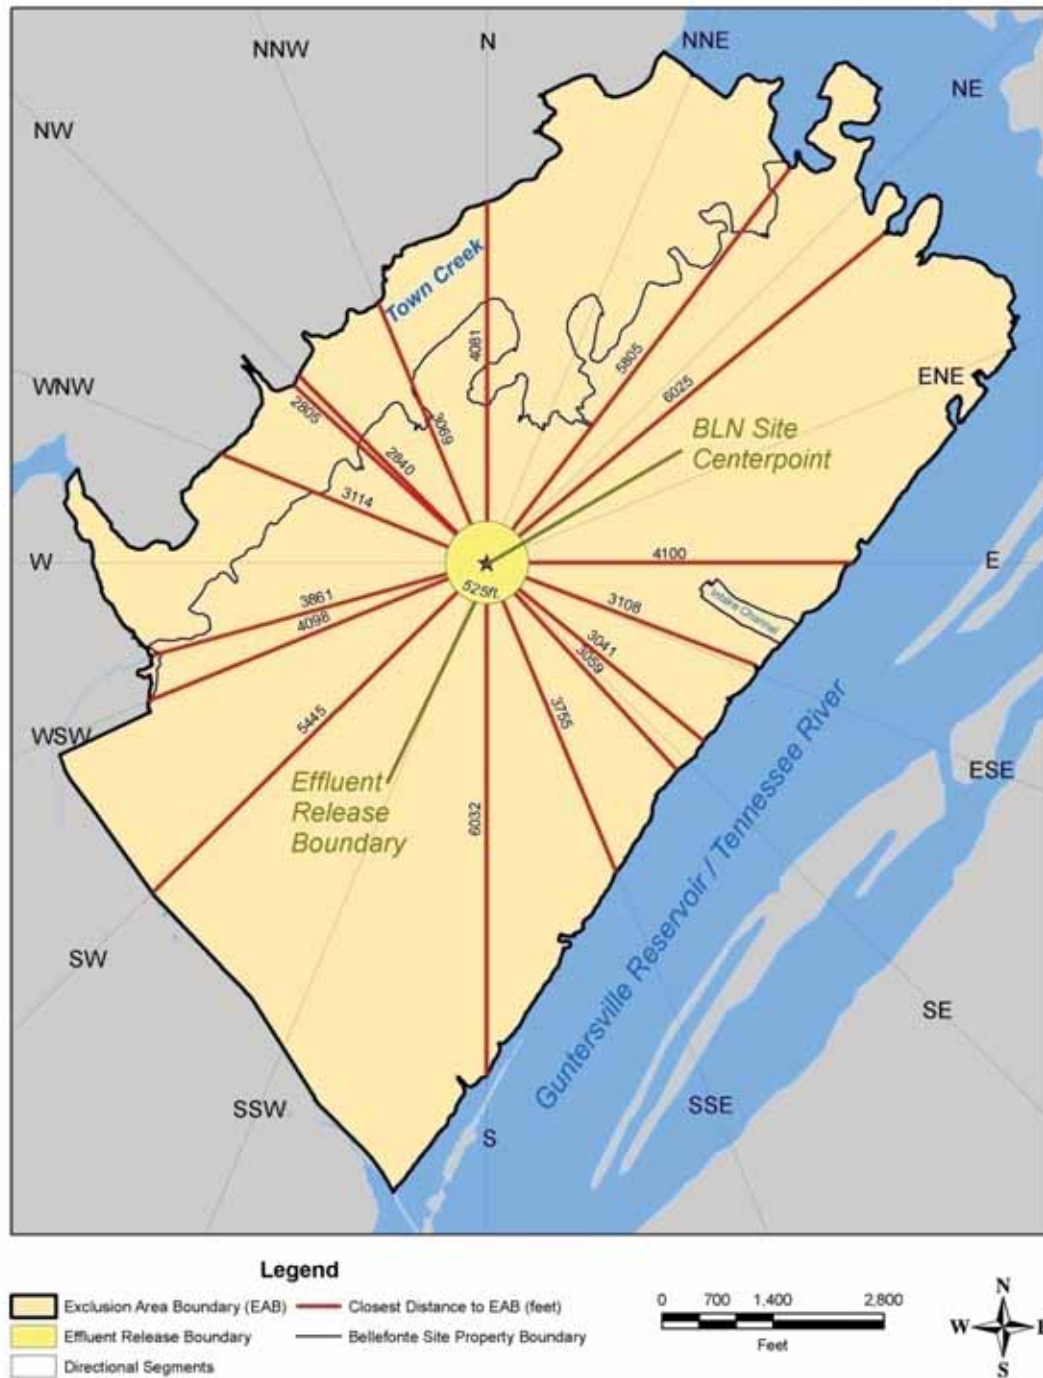 NNW
N
NNE
NW
NE
Town Creek
4081
5805
6025
WNW
ENE
2805
3069
2840
BLN Site
Centerpoint
3114
W
4100
E
525ft.
3861
3108
Intake Channel
4098
3041
3059
WSW
5445
3755
ESE
Effluent
Release
Boundary
6032
Guntersville Reservoir / Tennessee River
SW
SE
SSW
SSE
S
Legend
Exclusion Area Boundary (EAB)
Closest Distance to EAB (feet)
Effluent Release Boundary
Bellefonte Site Property Boundary
Directional Segments
0 700 1,400 2,800
Feet
N
W
S